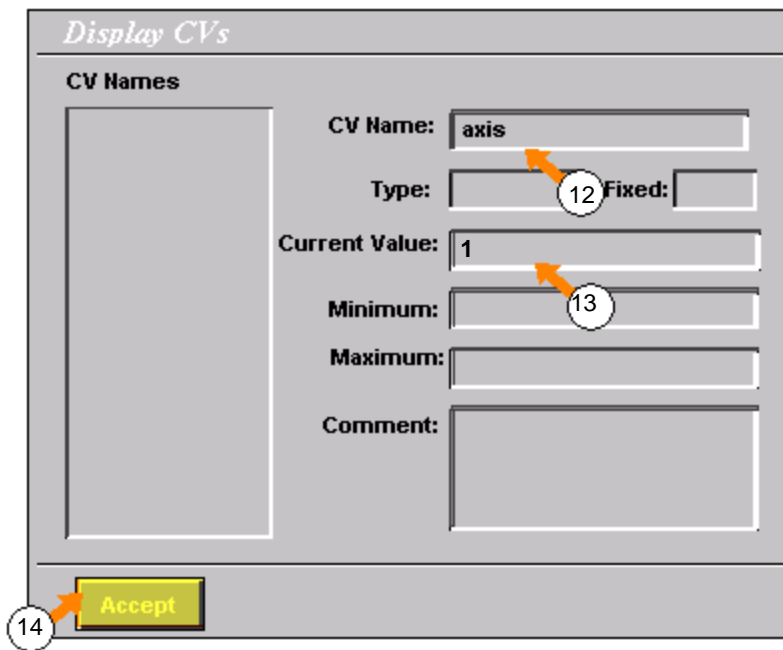 Display CVs
CV Names
CV Name: axis
Type: 12 Fixed:
Current Value: 1
Minimum: 13
Maximum:
Comment:
Accept
14